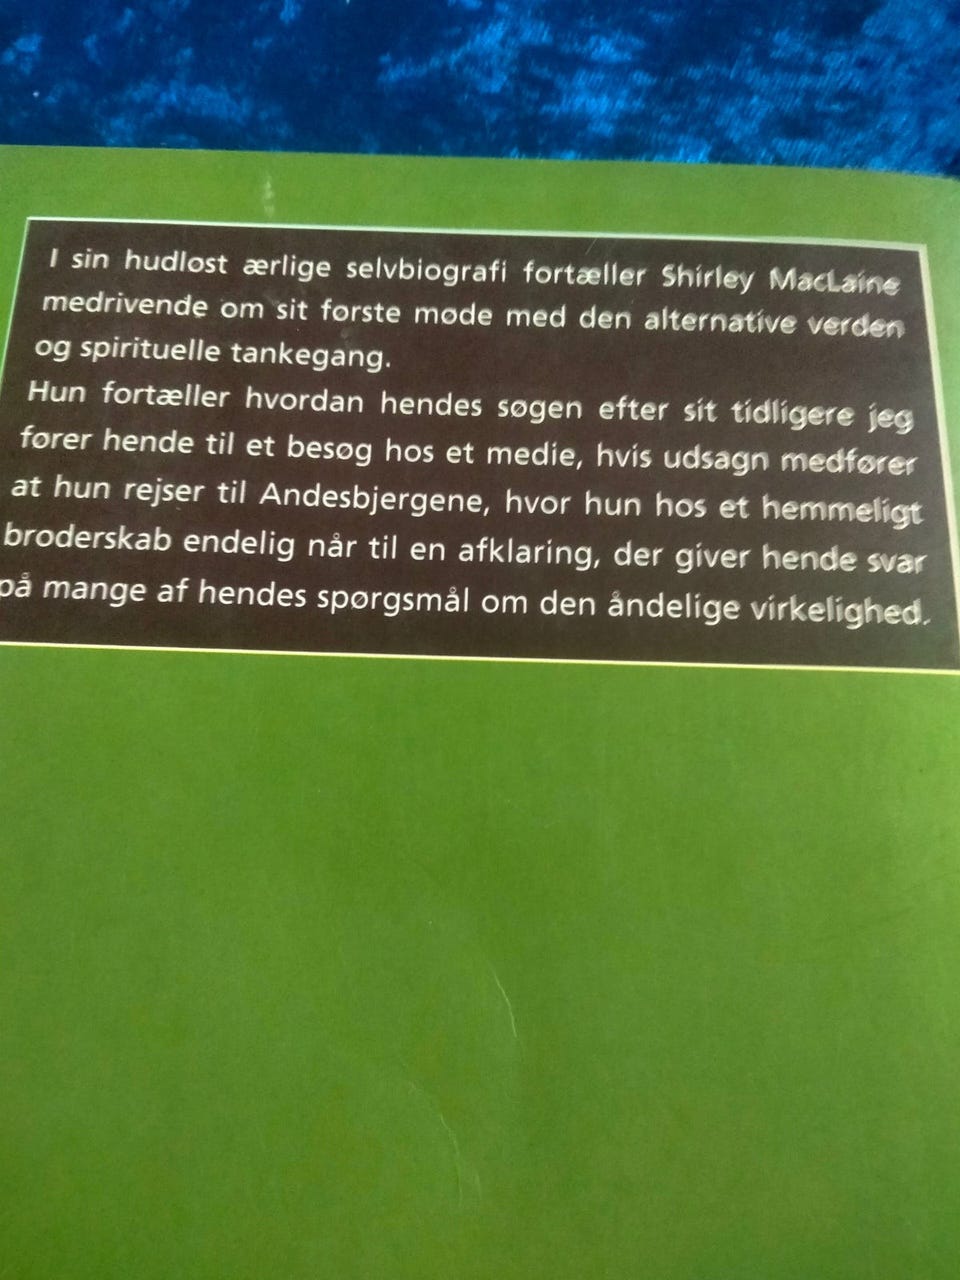 I sin hudløst ærlige selvbiografi fortæller Shirley MacLaine
medrivende om sit første møde med den alternative verden
og spirituelle tankegang.
Hun fortæller hvordan hendes søgen efter sit tidligere jeg
fører hende til et besøg hos et medie, hvis udsagn medfører
at hun rejser til Andesbjergene, hvor hun hos et hemmeligt
broderskab endelig når til en afklaring, der giver hende svar
på mange af hendes spørgsmål om den åndelige virkelighed.